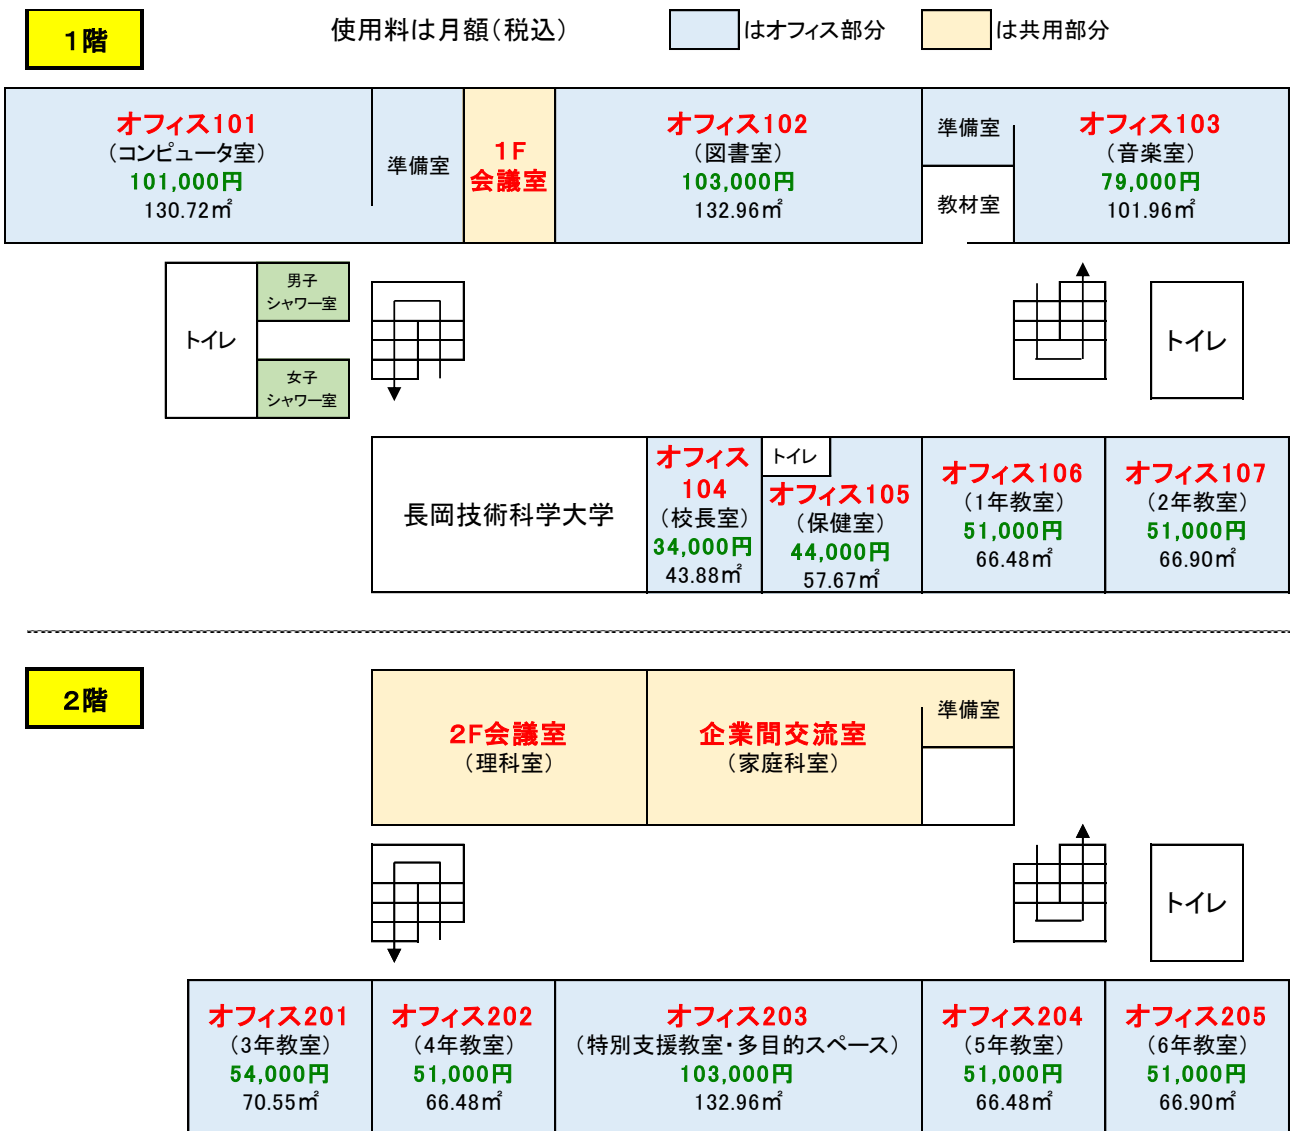 1階
使用料は月額（税込）
はオフィス部分
は共用部分
オフィス101
（コンピュータ室）
101,000円
130.72㎡
準備室
1F
会議室
オフィス102
（図書室）
103,000円
132.96㎡
準備室
教材室
オフィス103
（音楽室）
79,000円
101.96㎡
トイレ
男子
シャワー室
女子
シャワー室
トイレ
長岡技術科学大学
オフィス
104
（校長室）
34,000円
43.88㎡
トイレ
オフィス105
（保健室）
44,000円
57.67㎡
オフィス106
（1年教室）
51,000円
66.48㎡
オフィス107
（2年教室）
51,000円
66.90㎡
2階
2F会議室
（理科室）
企業間交流室
（家庭科室）
準備室
トイレ
オフィス201
（3年教室）
54,000円
70.55㎡
オフィス202
（4年教室）
51,000円
66.48㎡
オフィス203
（特別支援教室・多目的スペース）
103,000円
132.96㎡
オフィス204
（5年教室）
51,000円
66.48㎡
オフィス205
（6年教室）
51,000円
66.90㎡